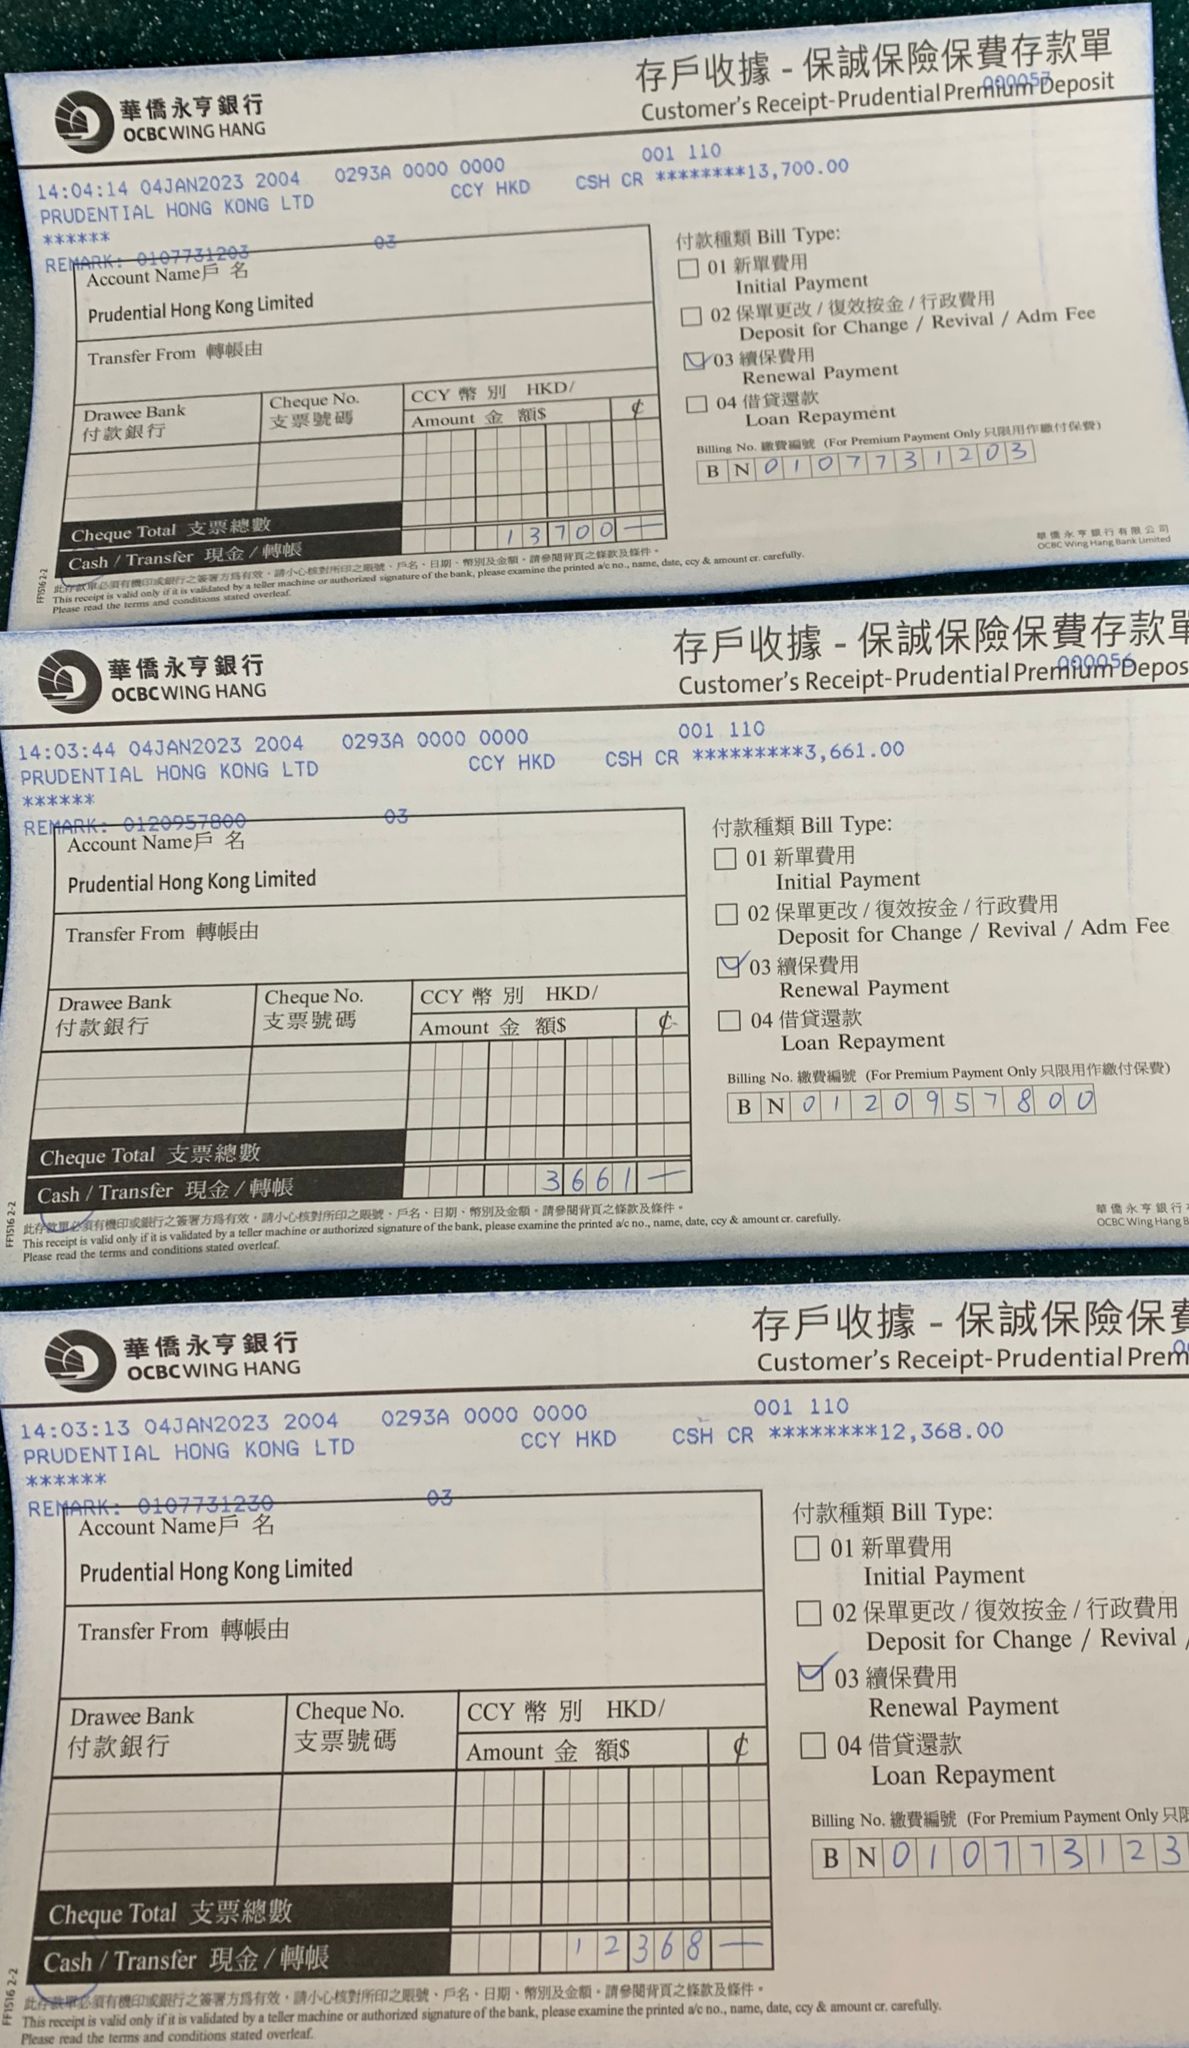 華僑永亨銀行
OCBC WING HANG
存戶收據 - 保誠保險保費存款單
000057
Customer's Receipt-Prudential Premium Deposit
14:04:14 04JAN2023 2004 0293A 0000 0000 001 110
PRUDENTIAL HONG KONG LTD CCY HKD CSH CR ********13,700.00
******
REMARK: 0107731203 03
Account Name戶 名
Prudential Hong Kong Limited
Transfer From 轉帳由
Drawee Bank
付款銀行
Cheque No.
支票號碼
CCY 幣 別 HKD/
Amount 金 額$ ¢
Cheque Total 支票總數
Cash / Transfer 現金 / 轉帳 13700—
付款種類 Bill Type:
01 新單費用
Initial Payment
02 保單更改 / 復效按金 / 行政費用
Deposit for Change / Revival / Adm Fee
03 續保費用
Renewal Payment
04 借貸還款
Loan Repayment
Billing No. 繳費編號 (For Premium Payment Only 只限用作繳付保費)
B N 0 1 0 7 7 3 1 2 0 3
華僑永亨銀行有限公司
OCBC Wing Hang Bank Limited
此存款單必須有機印或銀行之簽署方為有效，請小心核對所印之賬號、戶名、日期、幣別及金額。請參閱背頁之條款及條件。
This receipt is valid only if it is validated by a teller machine or authorized signature of the bank, please examine the printed a/c no., name, date, ccy & amount cr. carefully.
Please read the terms and conditions stated overleaf.
FF1516 2-2
華僑永亨銀行
OCBC WING HANG
存戶收據 - 保誠保險保費存款單
000056
Customer's Receipt-Prudential Premium Depos
14:03:44 04JAN2023 2004 0293A 0000 0000 001 110
PRUDENTIAL HONG KONG LTD CCY HKD CSH CR *********3,661.00
******
REMARK: 0120957800 03
Account Name戶 名
Prudential Hong Kong Limited
Transfer From 轉帳由
Drawee Bank
付款銀行
Cheque No.
支票號碼
CCY 幣 別 HKD/
Amount 金 額$ ¢
Cheque Total 支票總數
Cash / Transfer 現金 / 轉帳 3661—
付款種類 Bill Type:
01 新單費用
Initial Payment
02 保單更改 / 復效按金 / 行政費用
Deposit for Change / Revival / Adm Fee
03 續保費用
Renewal Payment
04 借貸還款
Loan Repayment
Billing No. 繳費編號 (For Premium Payment Only 只限用作繳付保費)
B N 0 1 2 0 9 5 7 8 0 0
華僑永亨銀行
OCBC Wing Hang B
此存款單必須有機印或銀行之簽署方為有效，請小心核對所印之賬號、戶名、日期、幣別及金額。請參閱背頁之條款及條件。
This receipt is valid only if it is validated by a teller machine or authorized signature of the bank, please examine the printed a/c no., name, date, ccy & amount cr. carefully.
Please read the terms and conditions stated overleaf.
FF1516 2-2
華僑永亨銀行
OCBC WING HANG
存戶收據 - 保誠保險保費
Customer's Receipt-Prudential Prem
14:03:13 04JAN2023 2004 0293A 0000 0000 001 110
PRUDENTIAL HONG KONG LTD CCY HKD CSH CR ********12,368.00
******
REMARK: 0107731230 03
Account Name戶 名
Prudential Hong Kong Limited
Transfer From 轉帳由
Drawee Bank
付款銀行
Cheque No.
支票號碼
CCY 幣 別 HKD/
Amount 金 額$ ¢
Cheque Total 支票總數
Cash / Transfer 現金 / 轉帳 12368—
付款種類 Bill Type:
01 新單費用
Initial Payment
02 保單更改 / 復效按金 / 行政費用
Deposit for Change / Revival /
03 續保費用
Renewal Payment
04 借貸還款
Loan Repayment
Billing No. 繳費編號 (For Premium Payment Only 只限
B N 0 1 0 7 7 3 1 2 3
此存款單必須有機印或銀行之簽署方為有效，請小心核對所印之賬號、戶名、日期、幣別及金額。請參閱背頁之條款及條件。
This receipt is valid only if it is validated by a teller machine or authorized signature of the bank, please examine the printed a/c no., name, date, ccy & amount cr. carefully.
Please read the terms and conditions stated overleaf.
FF1516 2-2